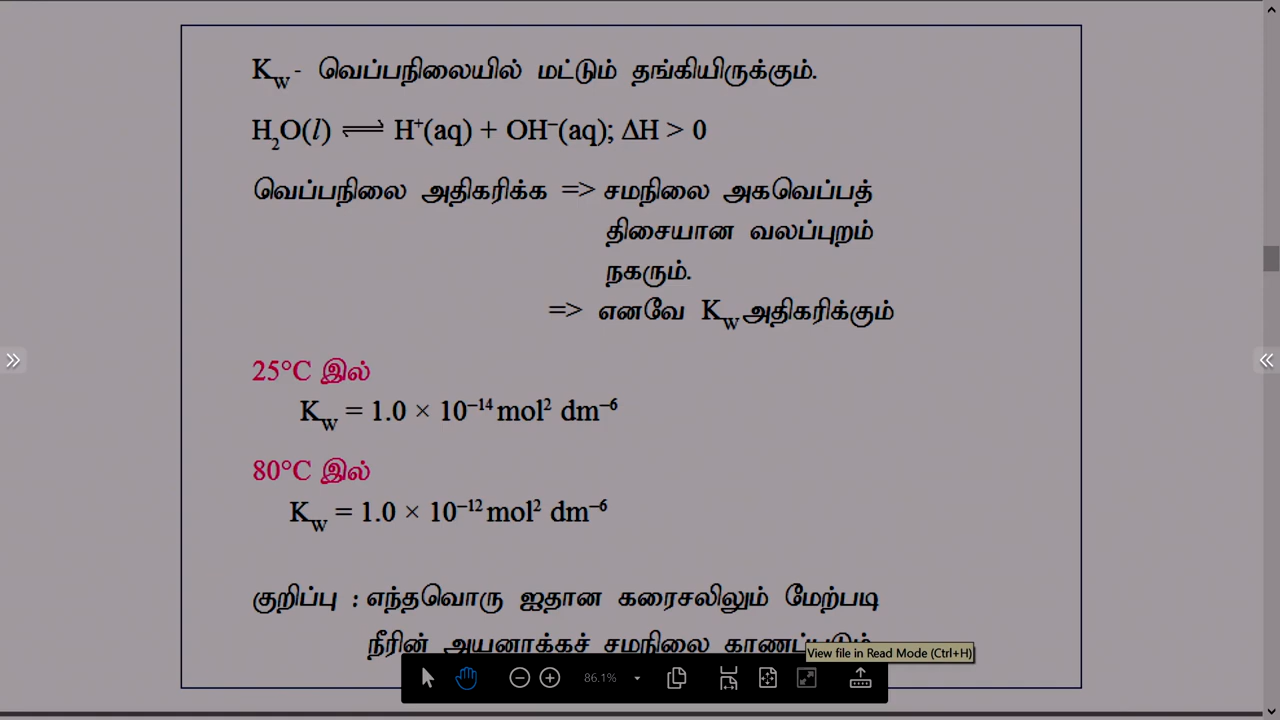 Kw - வெப்பநிலையில் மட்டும் தங்கியிருக்கும்.
H₂O(l) ⇌ H⁺(aq) + OH⁻(aq); ΔH > 0
வெப்பநிலை அதிகரிக்க => சமநிலை அகவெப்பத்
திசையான வலப்புறம்
நகரும்.
=> எனவே Kw அதிகரிக்கும்
25°C இல்
Kw = 1.0 × 10⁻¹⁴ mol² dm⁻⁶
80°C இல்
Kw = 1.0 × 10⁻¹² mol² dm⁻⁶
குறிப்பு : எந்தவொரு ஐதான கரைசலிலும் மேற்படி
நீரின் அயனாக்கச் சமநிலை காணப்படும்
View file in Read Mode (Ctrl+H)
86.1%